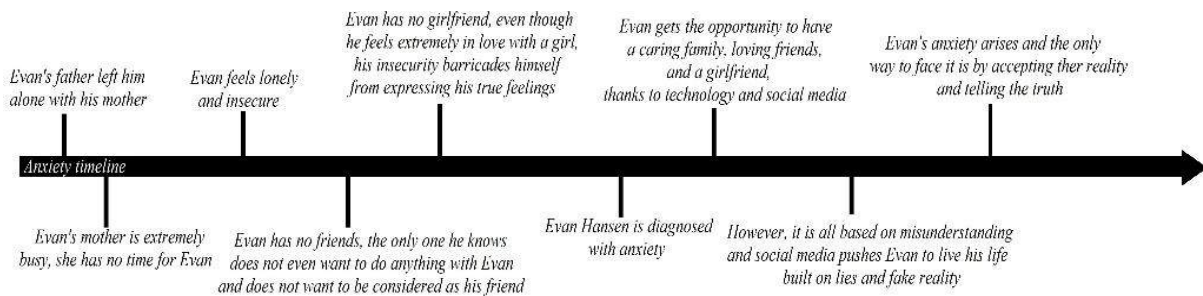 Evan's father left him
alone with his mother
Evan feels lonely
and insecure
Evan has no girlfriend, even though
he feels extremely in love with a girl,
his insecurity barricades himself
from expressing his true feelings
Evan gets the opportunity to have
a caring family, loving friends,
and a girlfriend,
thanks to technology and social media
Evan's anxiety arises and the only
way to face it is by accepting ther reality
and telling the truth
Anxiety timeline
Evan's mother is extremely
busy, she has no time for Evan
Evan has no friends, the only one he knows
does not even want to do anything with Evan
and does not want to be considered as his friend
Evan Hansen is diagnosed
with anxiety
However, it is all based on misunderstanding
and social media pushes Evan to live his life
built on lies and fake reality